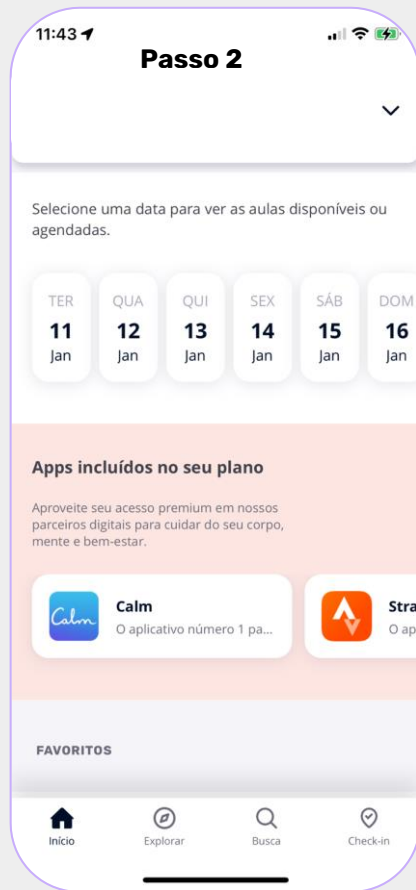 11:43
Passo 2
Selecione uma data para ver as aulas disponíveis ou
agendadas.
TER QUA QUI SEX SÁB DOM
11 12 13 14 15 16
Jan Jan Jan Jan Jan Jan
Apps incluídos no seu plano
Aproveite seu acesso premium em nossos
parceiros digitais para cuidar do seu corpo,
mente e bem-estar.
Calm
Calm Stra
O aplicativo número 1 pa... O ap
FAVORITOS
Início Explorar Busca Check-in